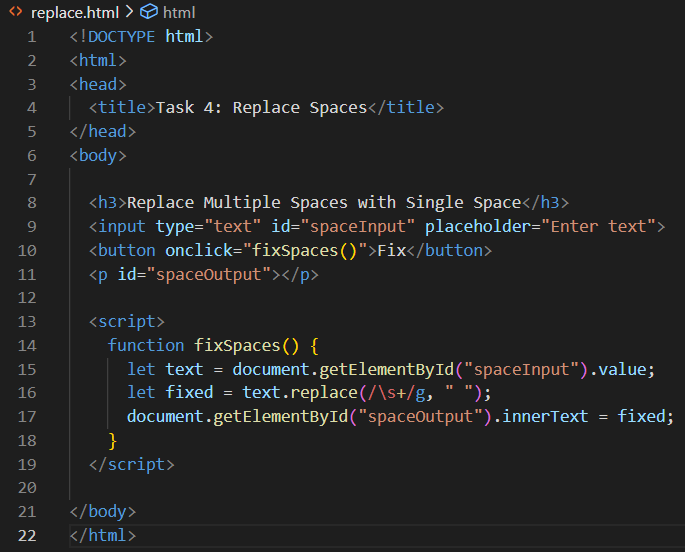 replace.html > html
1 <!DOCTYPE html>
2 <html>
3 <head>
4 <title>Task 4: Replace Spaces</title>
5 </head>
6 <body>
7
8 <h3>Replace Multiple Spaces with Single Space</h3>
9 <input type="text" id="spaceInput" placeholder="Enter text">
10 <button onclick="fixSpaces()">Fix</button>
11 <p id="spaceOutput"></p>
12
13 <script>
14 function fixSpaces() {
15 let text = document.getElementById("spaceInput").value;
16 let fixed = text.replace(/\s+/g, " ");
17 document.getElementById("spaceOutput").innerText = fixed;
18 }
19 </script>
20
21 </body>
22 </html>